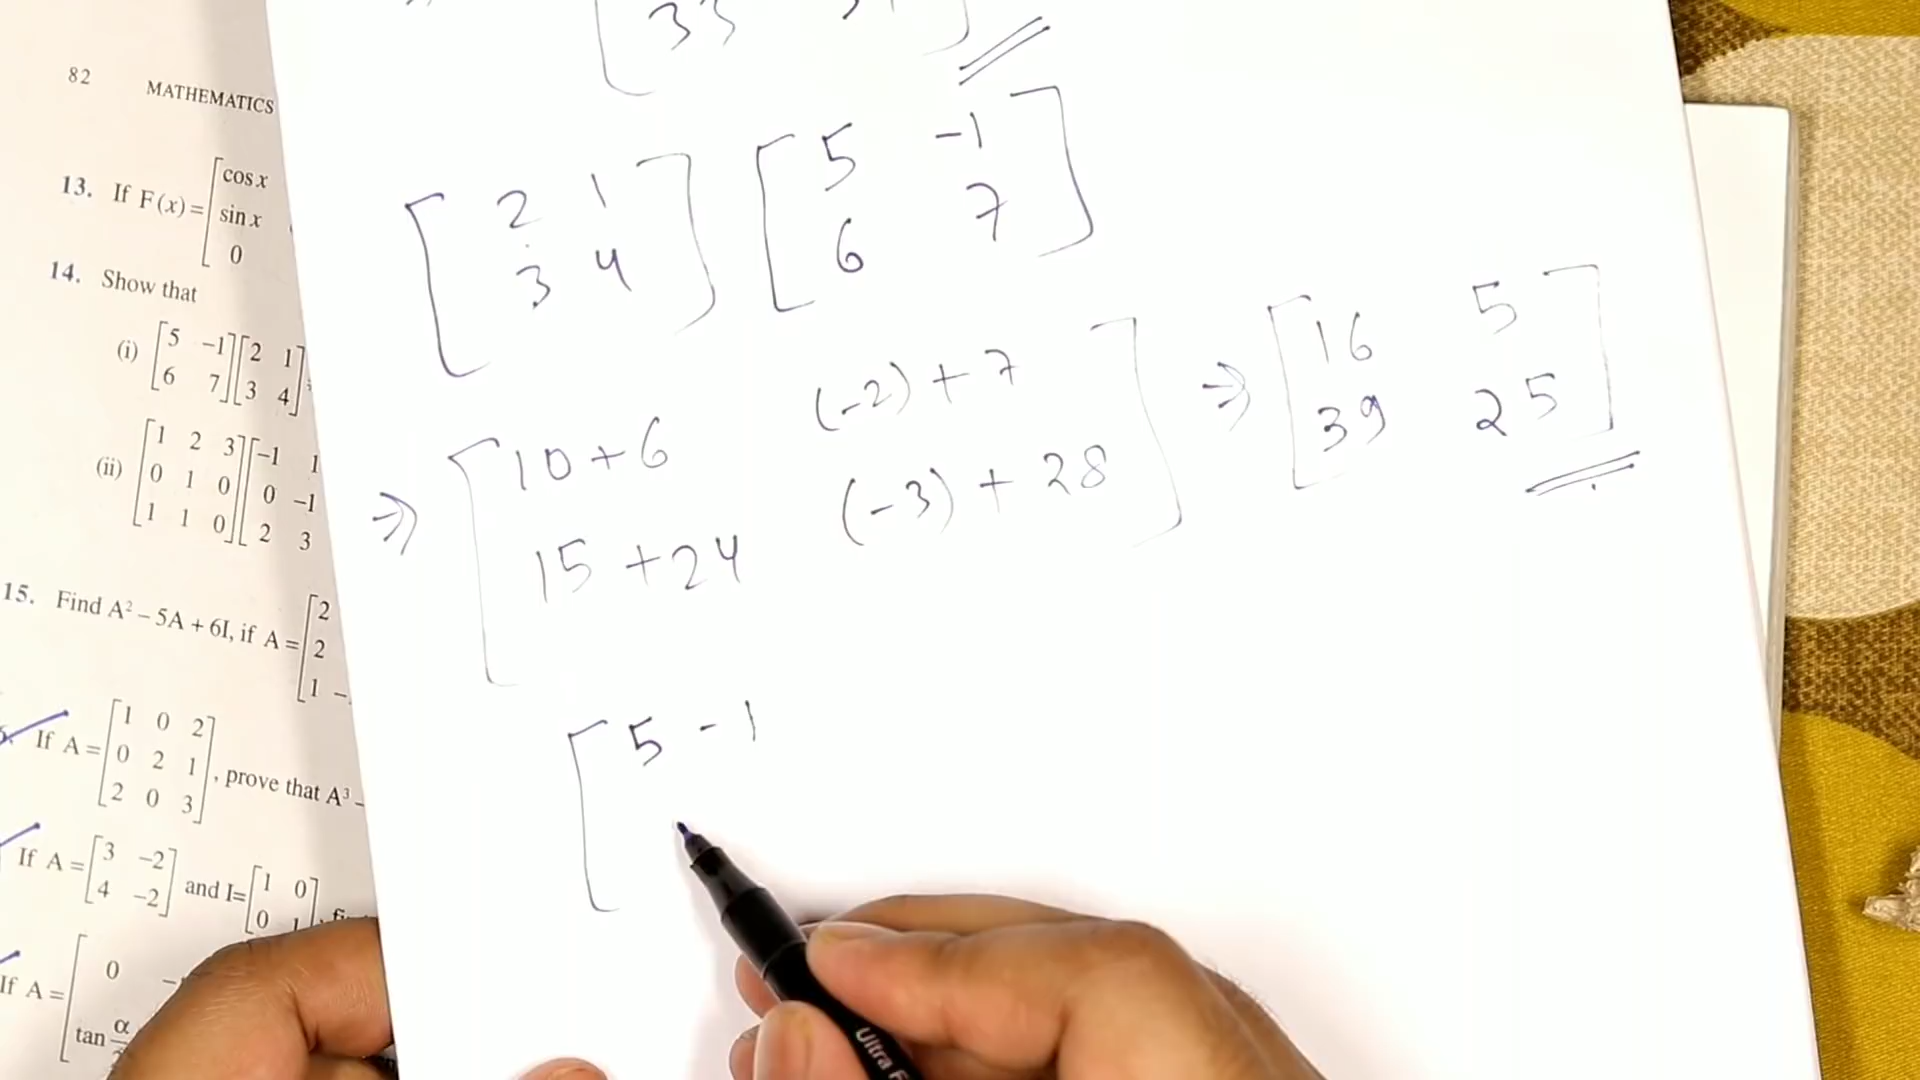 82 MATHEMATICS
13. If F(x) = [cos x
sin x
0
14. Show that
(i) [5 -1] [2 1]
6 7 3 4
(ii) [1 2 3] [-1 1
0 1 0 0 -1
1 1 0 2 3
15. Find A² – 5A + 6I, if A = [2
2
1 –
If A = [1 0 2]
0 2 1 , prove that A³ –
2 0 3
If A = [3 -2] and I = [1 0]
4 -2 0 1
If A = [0 –
tan α
33
[2 1] [5 -1]
3 4 6 7
⇒ [10+6 (-2)+7] ⇒ [16 5]
15+24 (-3)+28 39 25
[5 -1
Ultra F